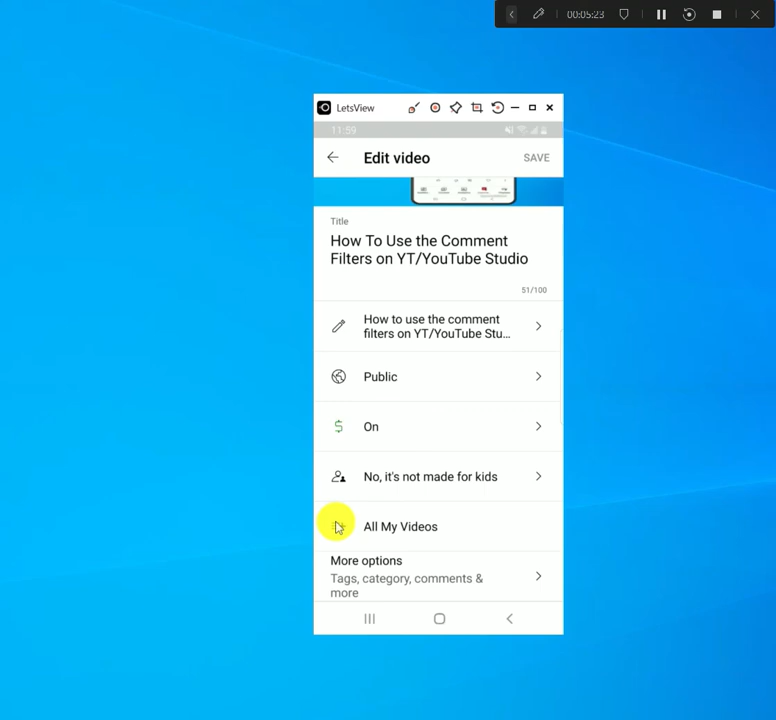 00:05:23
LetsView
11:59
Edit video
SAVE
Title
How To Use the Comment
Filters on YT/YouTube Studio
51/100
How to use the comment
filters on YT/YouTube Stu...
Public
On
No, it's not made for kids
All My Videos
More options
Tags, category, comments &
more